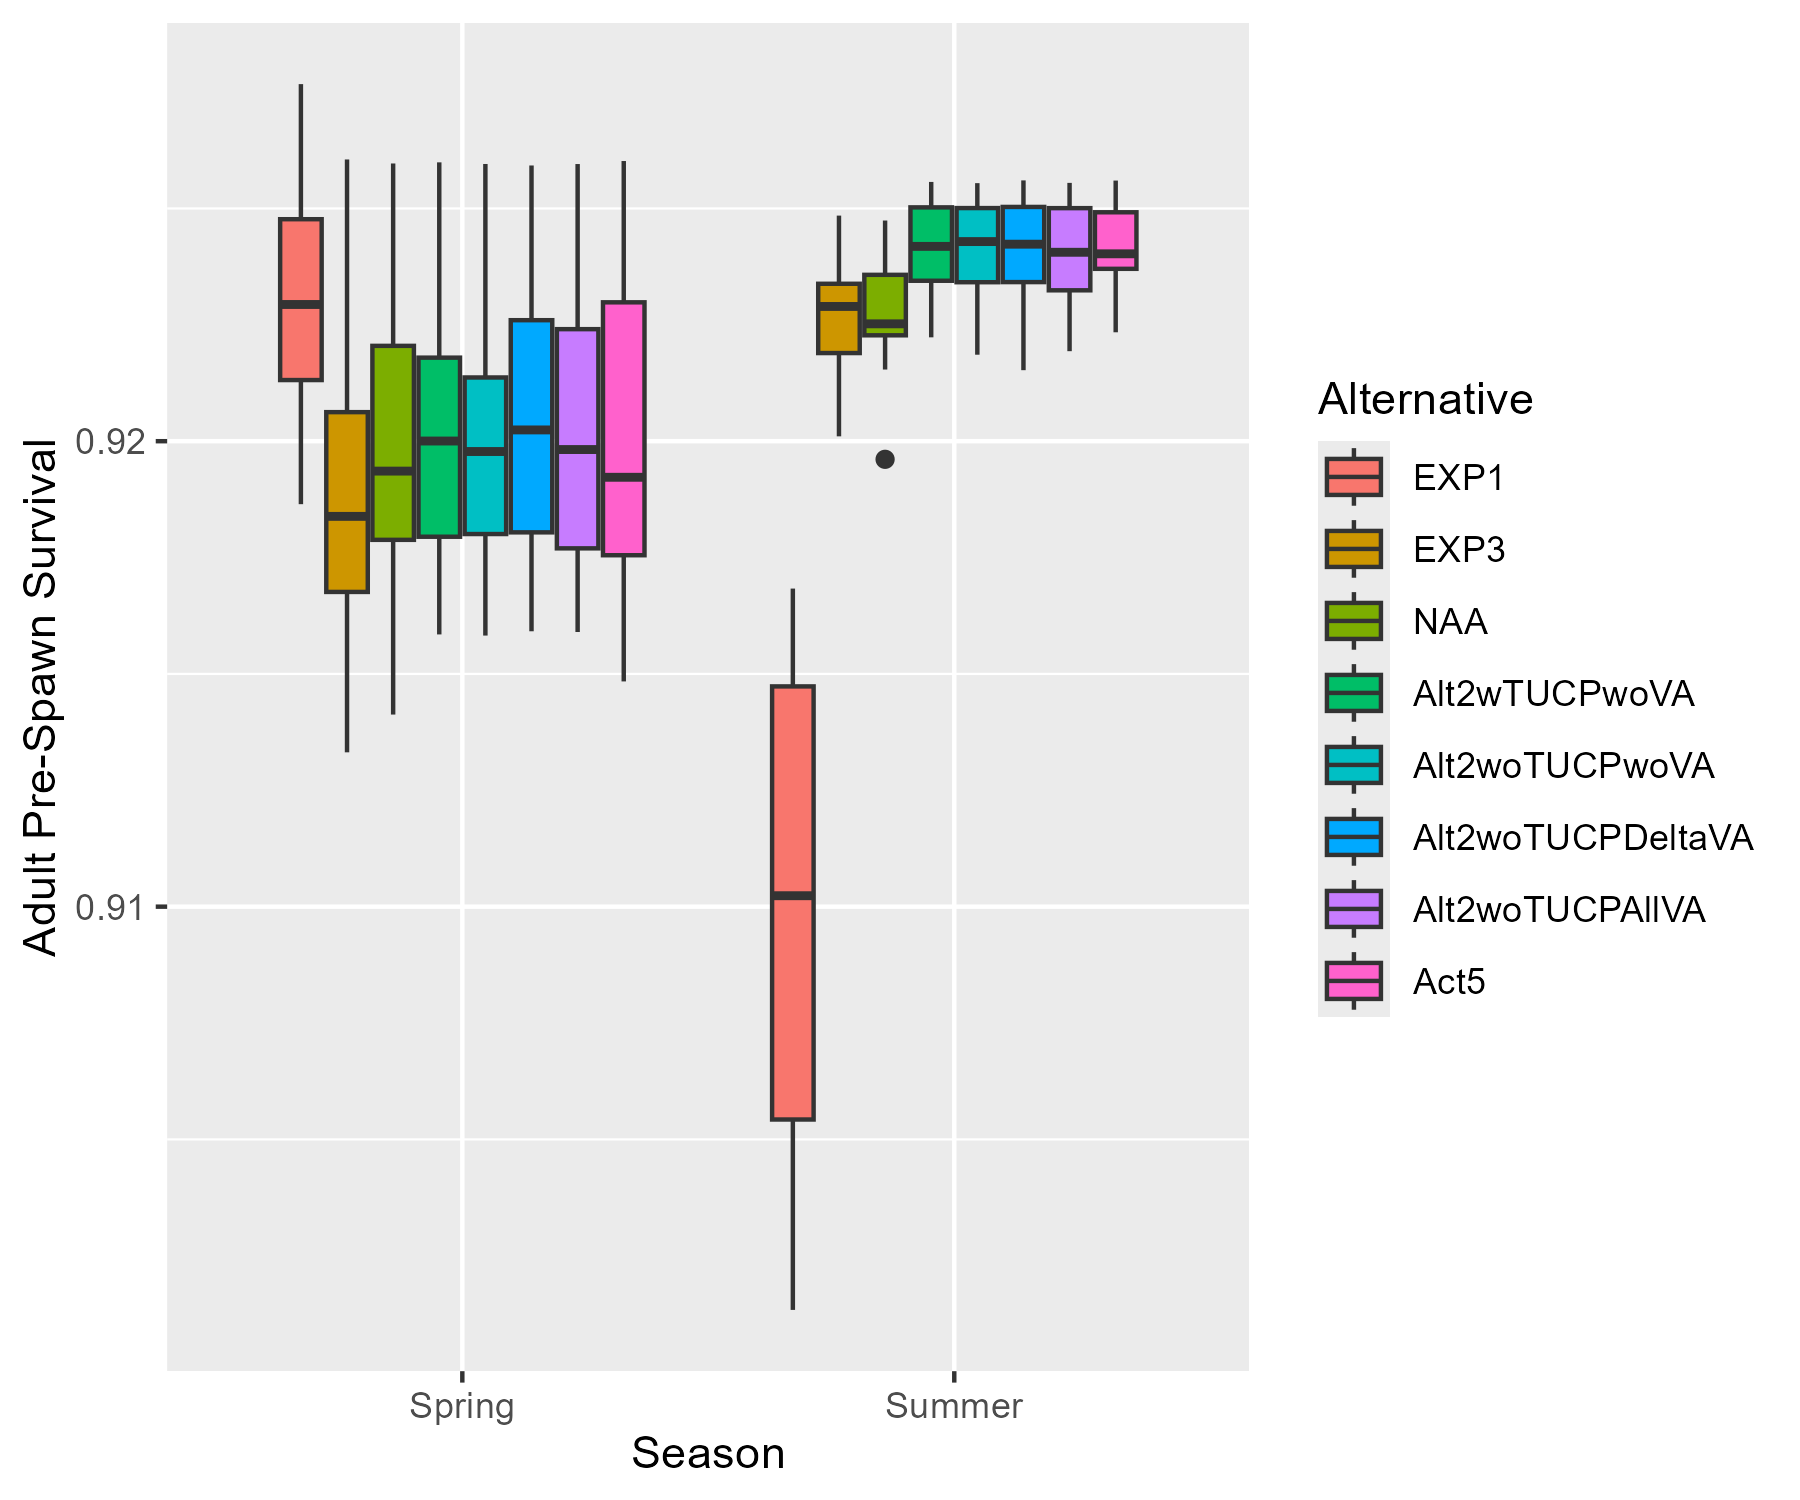 Adult Pre-Spawn Survival
0.92
0.91
Spring
Summer
Season
Alternative
EXP1
EXP3
NAA
Alt2wTUCPwoVA
Alt2woTUCPwoVA
Alt2woTUCPDeltaVA
Alt2woTUCPAllVA
Act5